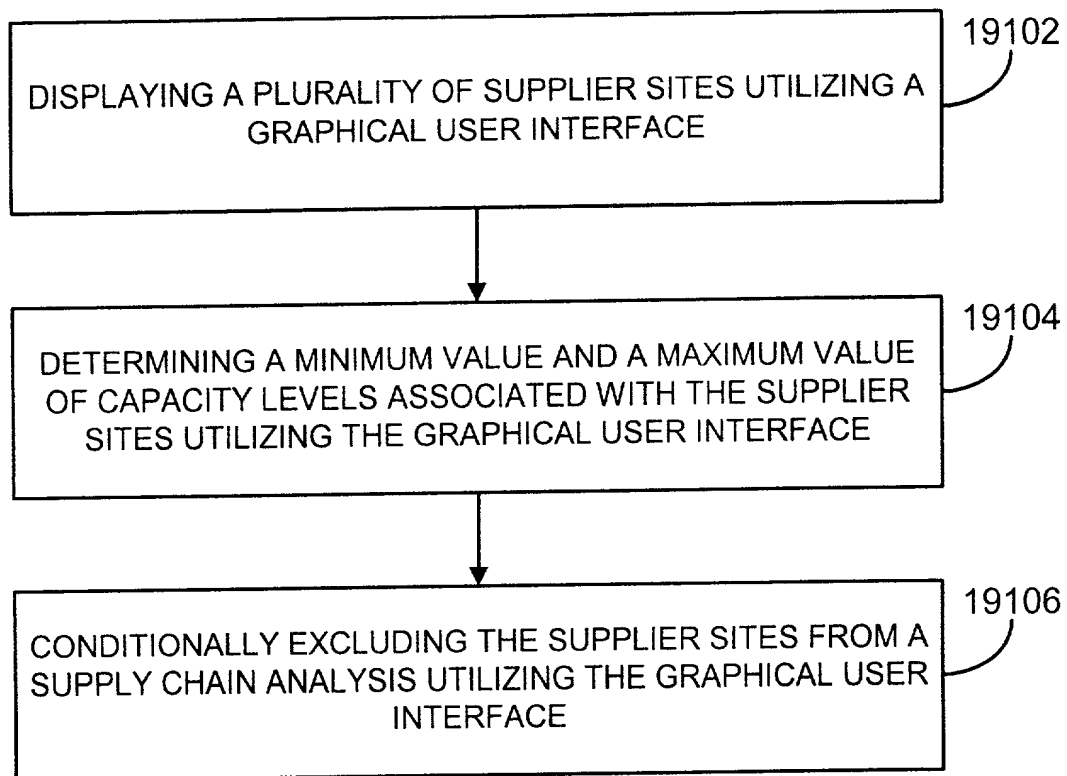 19102
DISPLAYING A PLURALITY OF SUPPLIER SITES UTILIZING A
GRAPHICAL USER INTERFACE
19104
DETERMINING A MINIMUM VALUE AND A MAXIMUM VALUE
OF CAPACITY LEVELS ASSOCIATED WITH THE SUPPLIER
SITES UTILIZING THE GRAPHICAL USER INTERFACE
19106
CONDITIONALLY EXCLUDING THE SUPPLIER SITES FROM A
SUPPLY CHAIN ANALYSIS UTILIZING THE GRAPHICAL USER
INTERFACE